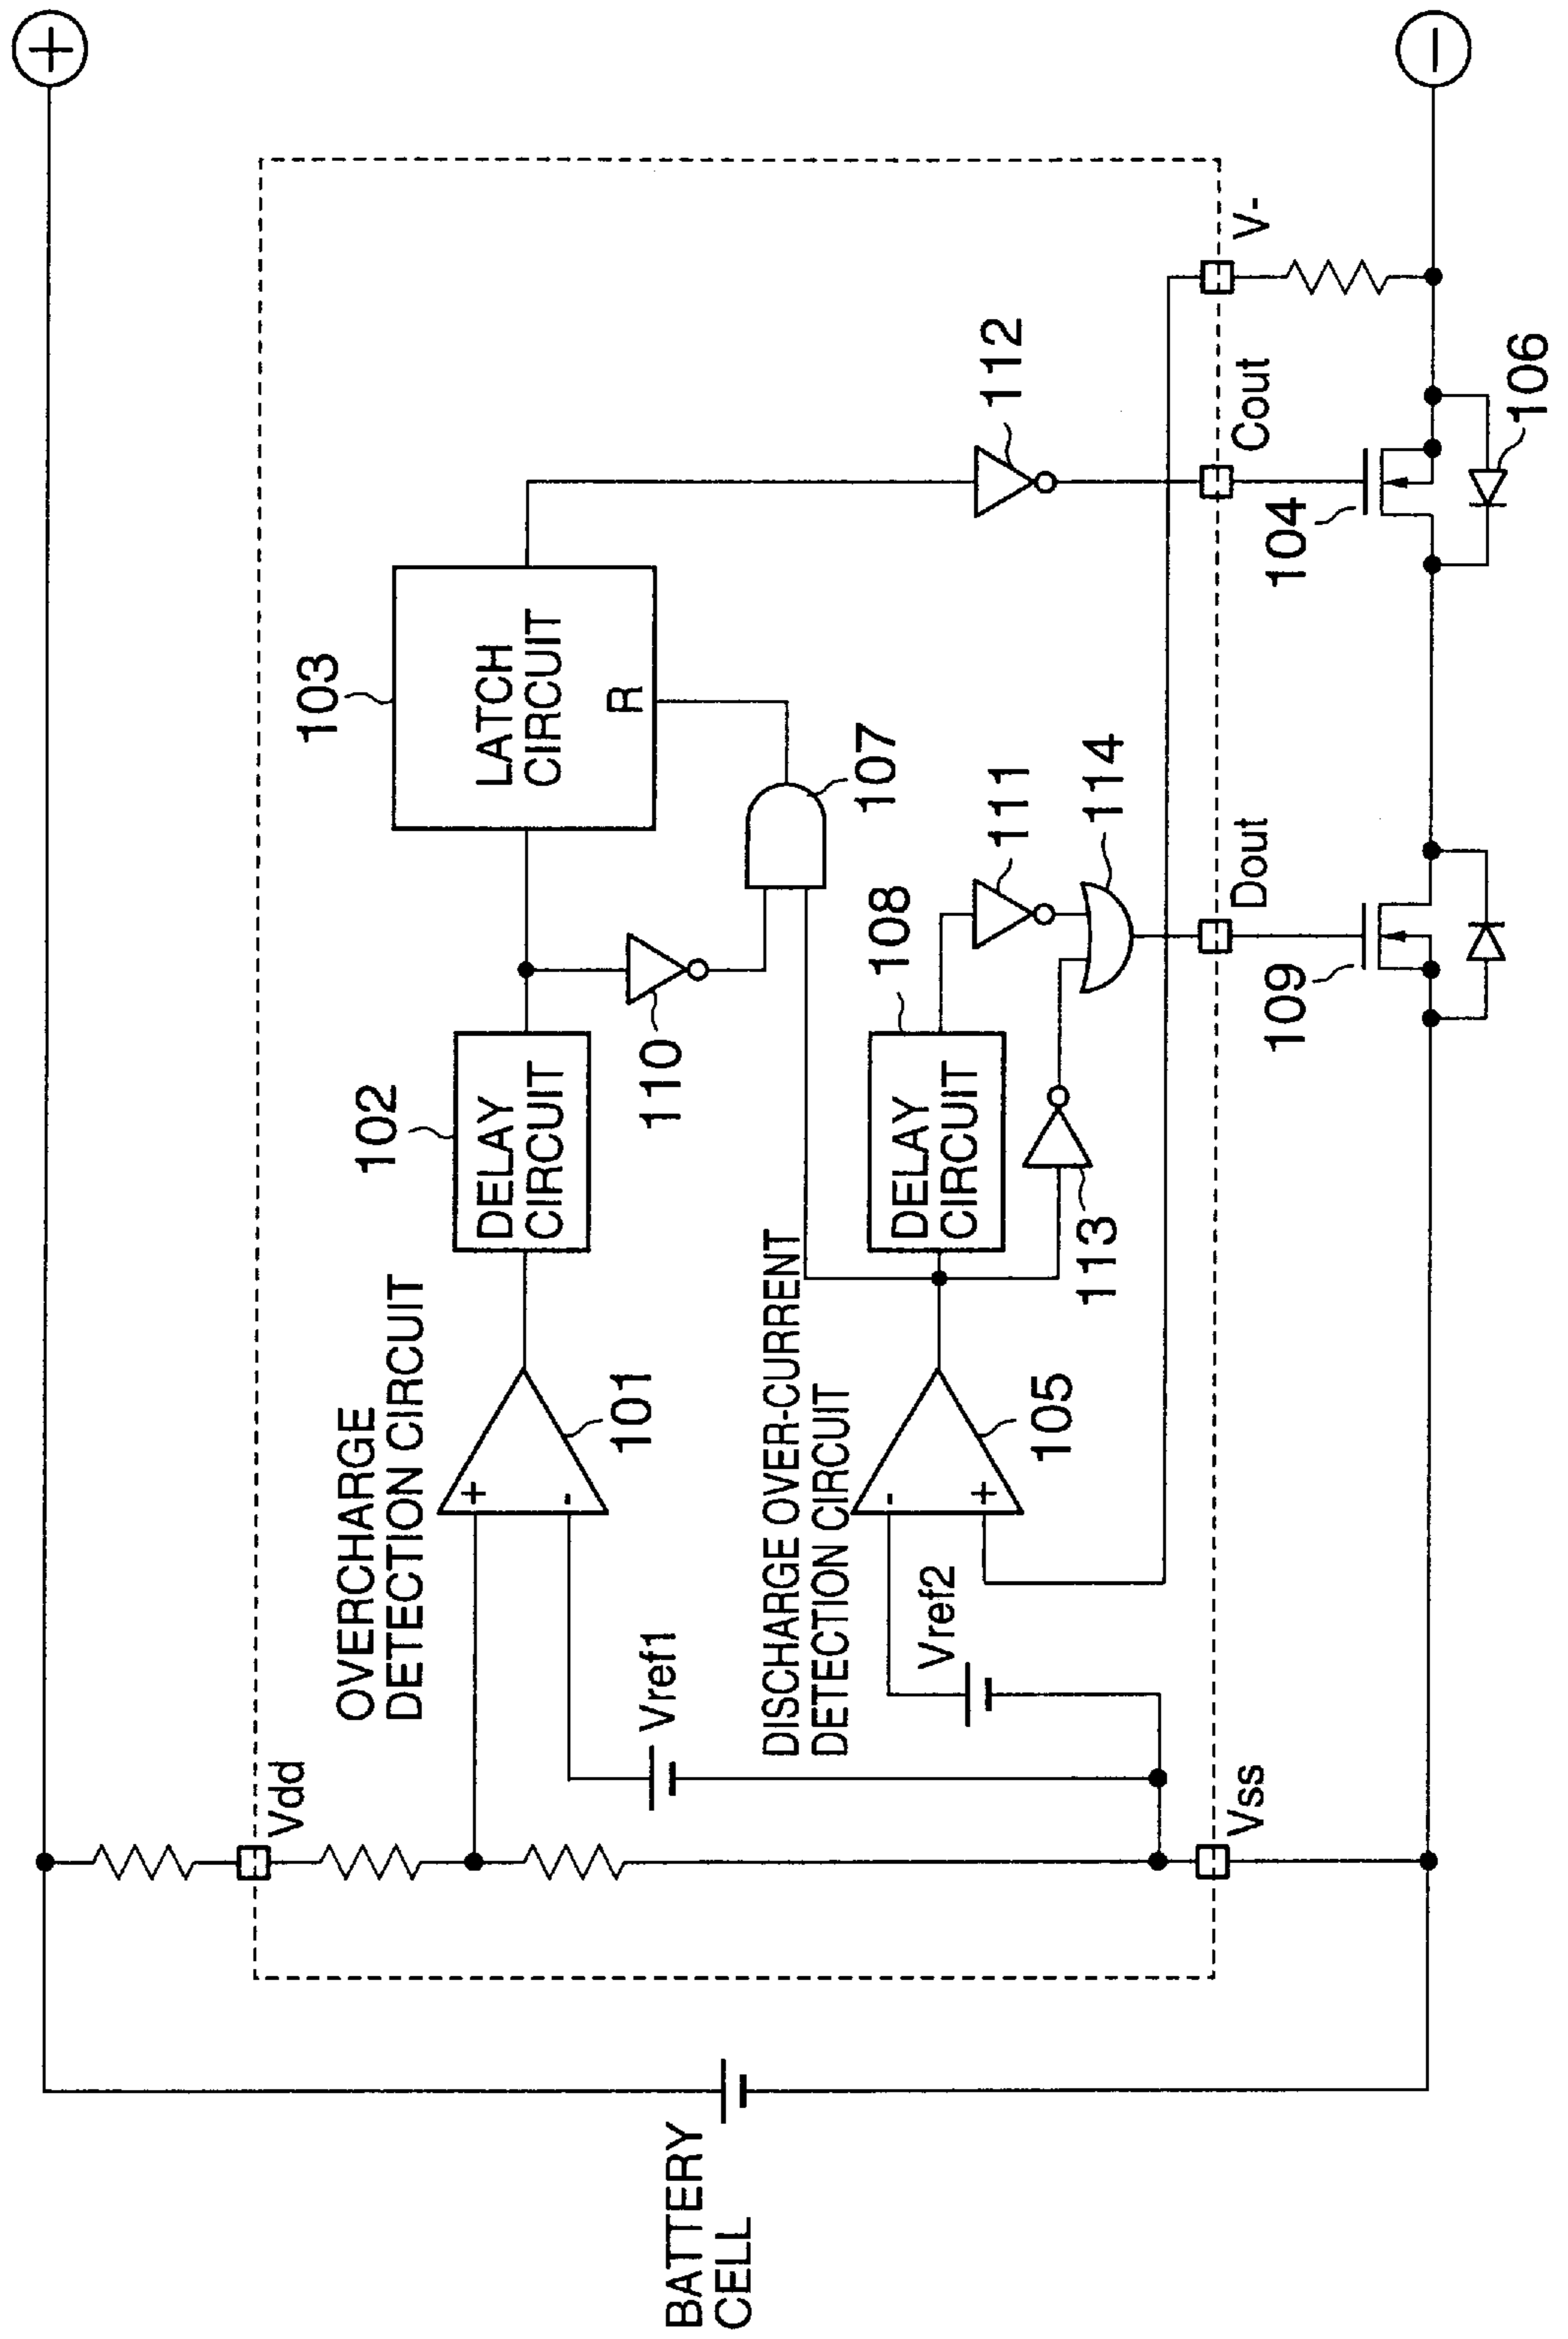 +
-
BATTERY
CELL
Vdd
OVERCHARGE
DETECTION CIRCUIT
+
-
101
Vref1
102
DELAY
CIRCUIT
110
103
LATCH
CIRCUIT
R
107
112
DISCHARGE OVER-CURRENT
DETECTION CIRCUIT
-
+
105
Vref2
108
DELAY
CIRCUIT
111
113
114
Vss
Dout
Cout
V-
109
104
106